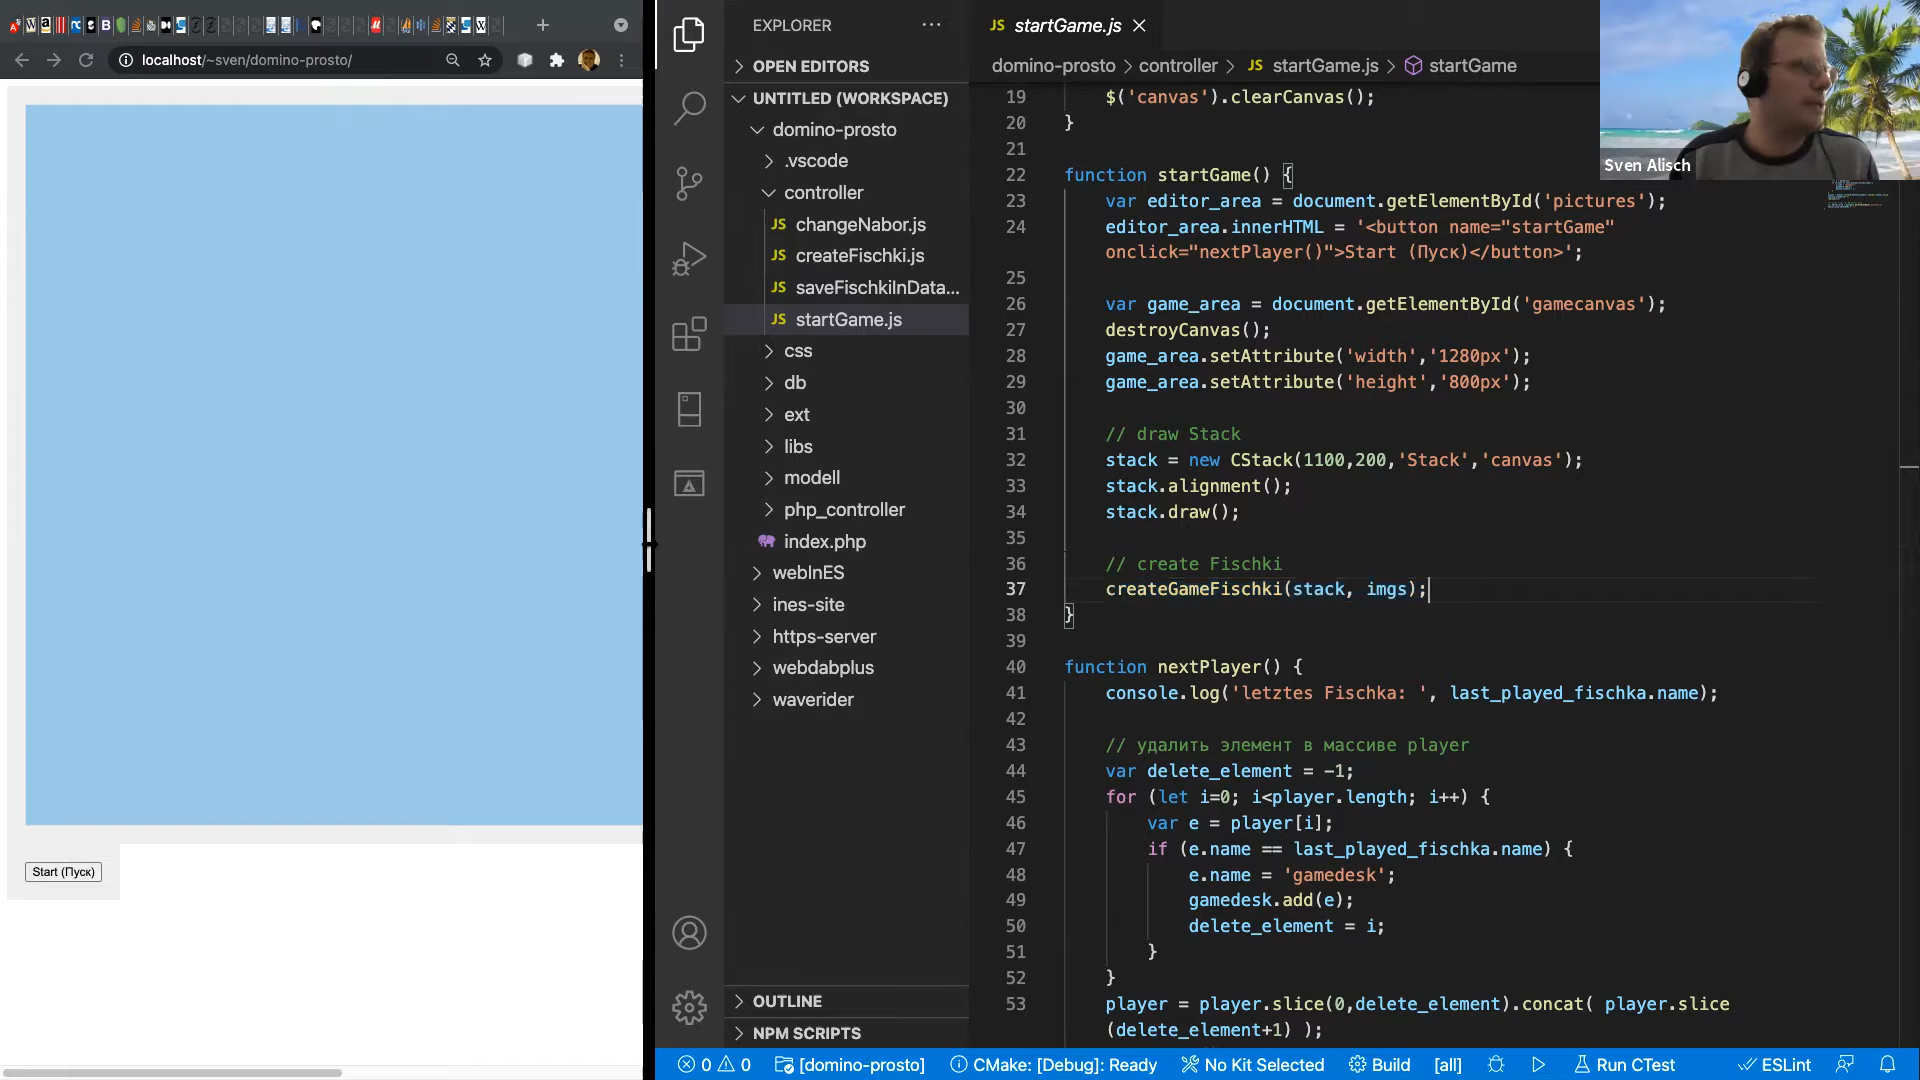 localhost/~sven/domino-prosto/
Start (Пуск)
EXPLORER
OPEN EDITORS
UNTITLED (WORKSPACE)
domino-prosto
.vscode
controller
JS changeNabor.js
JS createFischki.js
JS saveFischkiInData...
JS startGame.js
css
db
ext
libs
modell
php_controller
index.php
webInES
ines-site
https-server
webdabplus
waverider
OUTLINE
NPM SCRIPTS
JS startGame.js
domino-prosto > controller > JS startGame.js > startGame
19 $('canvas').clearCanvas();
20 }
21
22 function startGame() {
23 var editor_area = document.getElementById('pictures');
24 editor_area.innerHTML = '<button name="startGame"
onclick="nextPlayer()">Start (Пуск)</button>';
25
26 var game_area = document.getElementById('gamecanvas');
27 destroyCanvas();
28 game_area.setAttribute('width','1280px');
29 game_area.setAttribute('height','800px');
30
31 // draw Stack
32 stack = new CStack(1100,200,'Stack','canvas');
33 stack.alignment();
34 stack.draw();
35
36 // create Fischki
37 createGameFischki(stack, imgs);
38 }
39
40 function nextPlayer() {
41 console.log('letztes Fischka: ', last_played_fischka.name);
42
43 // удалить элемент в массиве player
44 var delete_element = -1;
45 for (let i=0; i<player.length; i++) {
46 var e = player[i];
47 if (e.name == last_played_fischka.name) {
48 e.name = 'gamedesk';
49 gamedesk.add(e);
50 delete_element = i;
51 }
52 }
53 player = player.slice(0,delete_element).concat( player.slice
(delete_element+1) );
Sven Alisch
0 0 [domino-prosto] CMake: [Debug]: Ready No Kit Selected Build [all] Run CTest ESLint